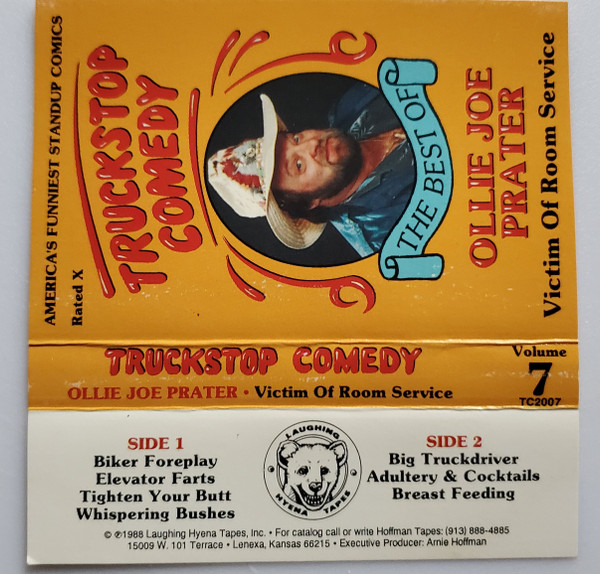 AMERICA'S FUNNIEST STANDUP COMICS
Rated X
TRUCKSTOP
COMEDY
THE BEST OF
OLLIE JOE
PRATER
Victim Of Room Service
TRUCKSTOP COMEDY
OLLIE JOE PRATER • Victim Of Room Service
Volume
7
TC2007
SIDE 1
Biker Foreplay
Elevator Farts
Tighten Your Butt
Whispering Bushes
LAUGHING
HYENA TAPES
SIDE 2
Big Truckdriver
Adultery & Cocktails
Breast Feeding
© ℗1988 Laughing Hyena Tapes, Inc. • For catalog call or write Hoffman Tapes: (913) 888-4885
15009 W. 101 Terrace • Lenexa, Kansas 66215 • Executive Producer: Arnie Hoffman